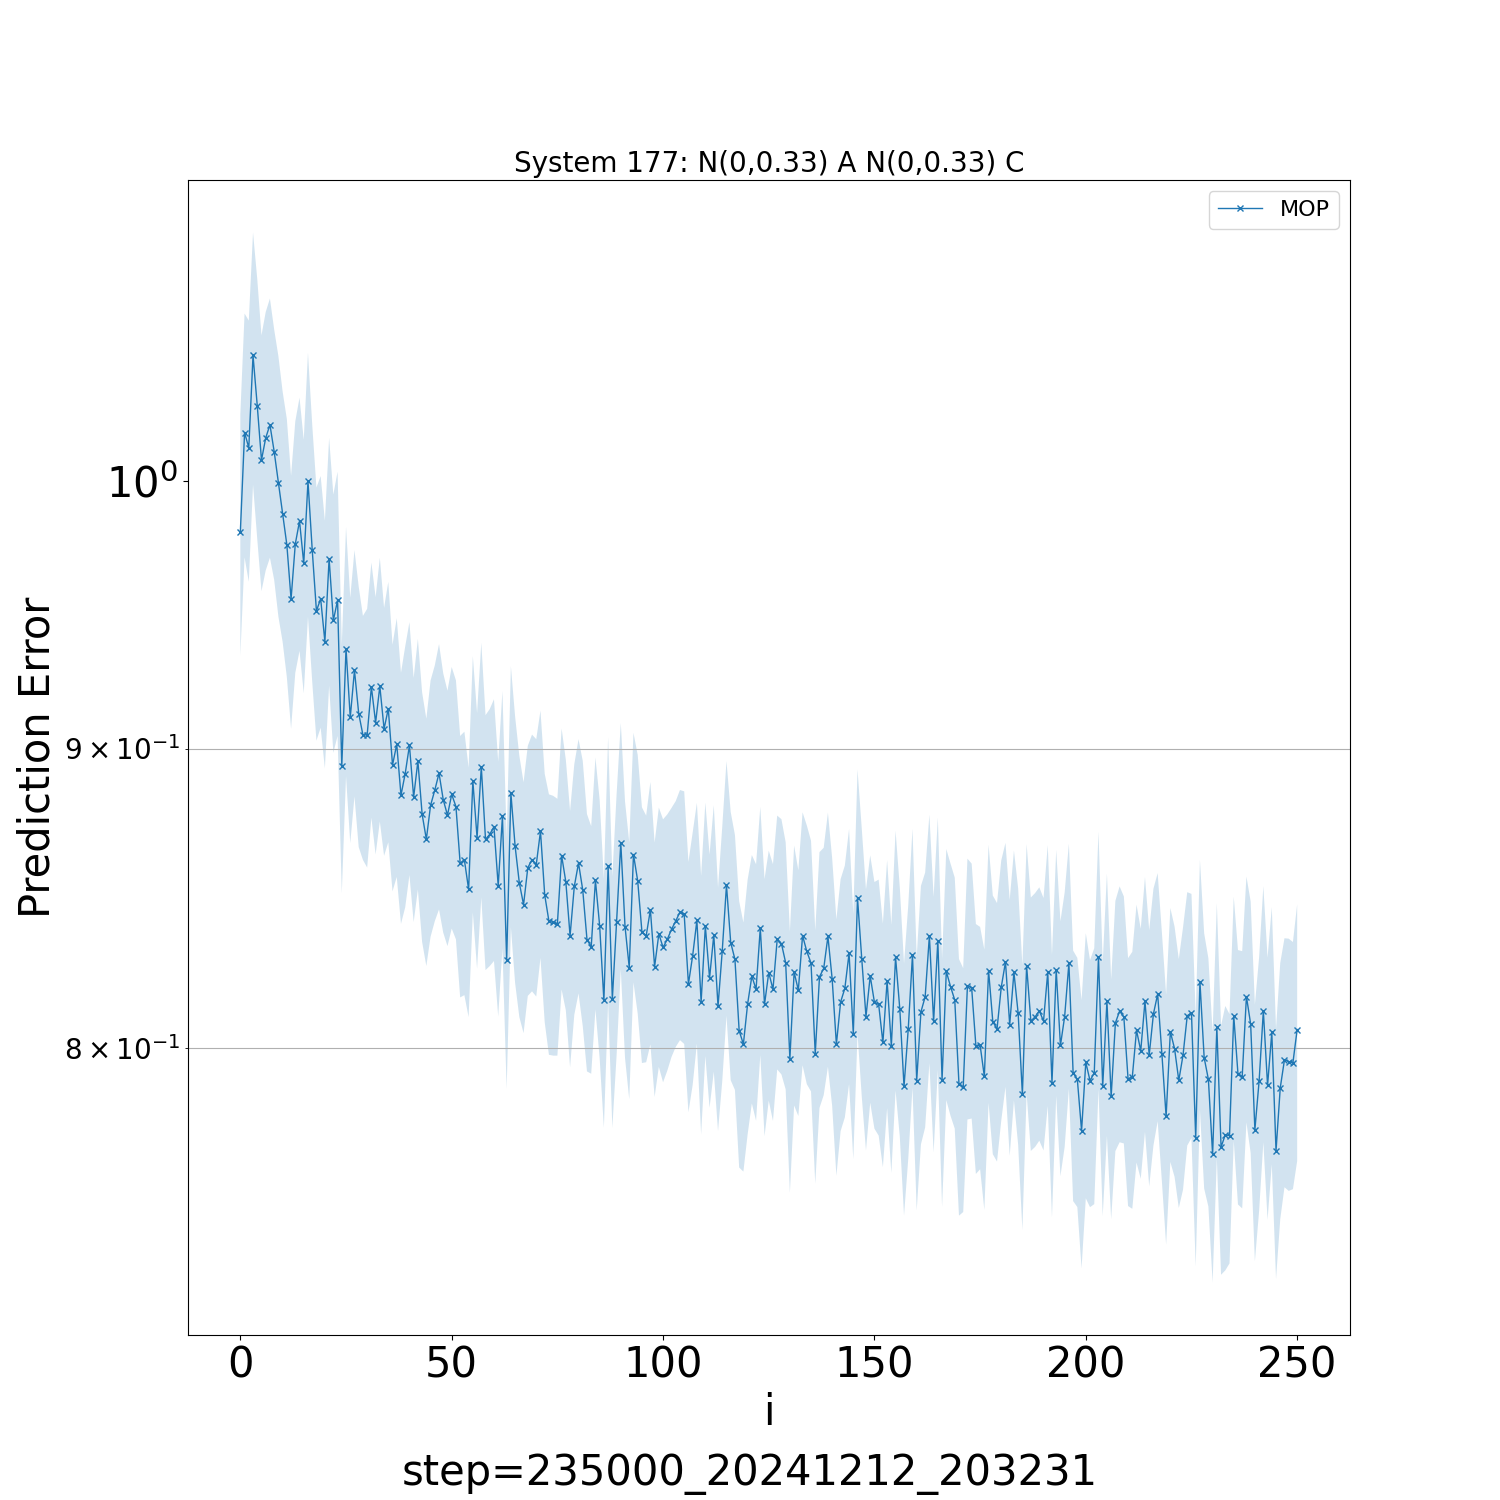 System 177: N(0,0.33) A N(0,0.33) C
MOP
10⁰
9 × 10⁻¹
8 × 10⁻¹
Prediction Error
0 50 100 150 200 250
i
step=235000_20241212_203231